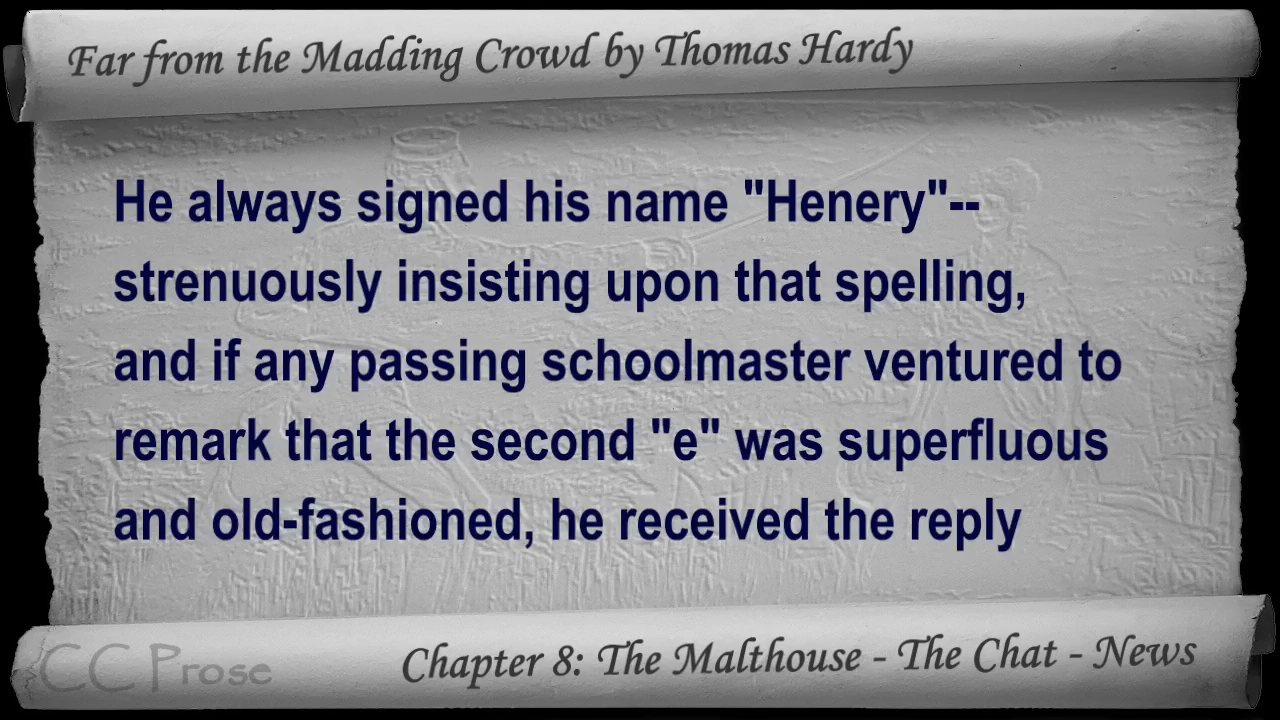 Far from the Madding Crowd by Thomas Hardy
He always signed his name "Henery"--
strenuously insisting upon that spelling,
and if any passing schoolmaster ventured to
remark that the second "e" was superfluous
and old-fashioned, he received the reply
CC Prose
Chapter 8: The Malthouse - The Chat - News